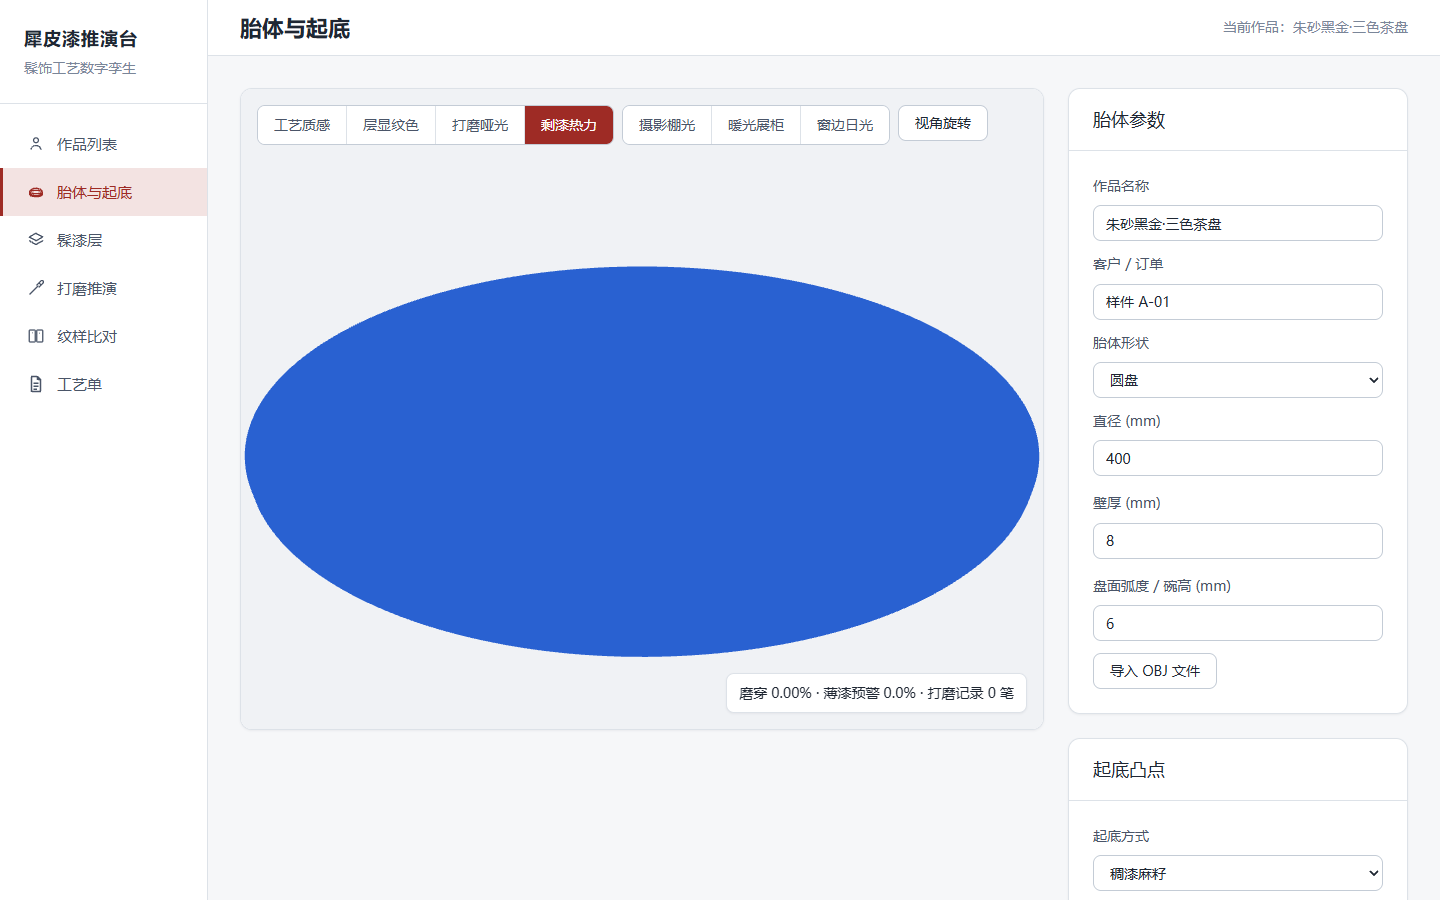 犀皮漆推演台
髹饰工艺数字孪生
作品列表
胎体与起底
髹漆层
打磨推演
纹样比对
工艺单
胎体与起底
当前作品：朱砂黑金·三色茶盘
工艺质感
层显纹色
打磨哑光
剩漆热力
摄影棚光
暖光展柜
窗边日光
视角旋转
磨穿 0.00% · 薄漆预警 0.0% · 打磨记录 0 笔
胎体参数
作品名称
朱砂黑金·三色茶盘
客户 / 订单
样件 A-01
胎体形状
圆盘
直径 (mm)
400
壁厚 (mm)
8
盘面弧度 / 碗高 (mm)
6
导入 OBJ 文件
起底凸点
起底方式
稠漆麻籽